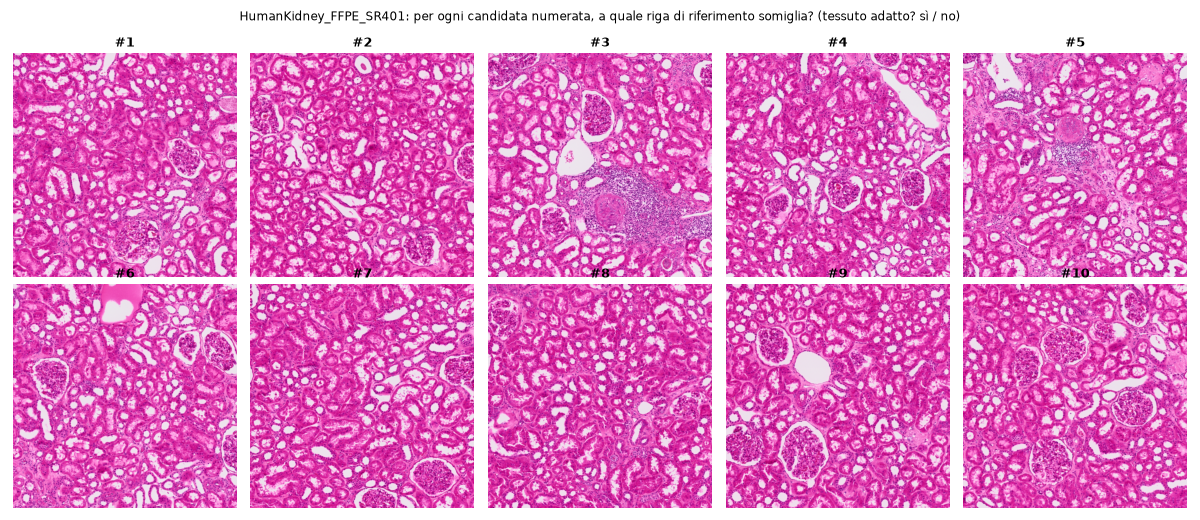 HumanKidney_FFPE_SR401: per ogni candidata numerata, a quale riga di riferimento somiglia? (tessuto adatto? sì / no)
#1 #2 #3 #4 #5
#6 #7 #8 #9 #10